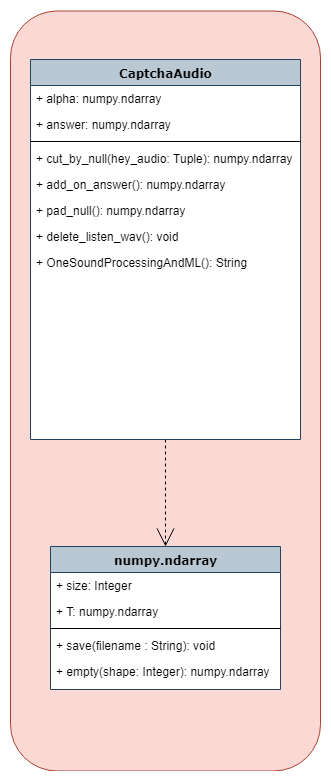 CaptchaAudio
+ alpha: numpy.ndarray
+ answer: numpy.ndarray
+ cut_by_null(hey_audio: Tuple): numpy.ndarray
+ add_on_answer(): numpy.ndarray
+ pad_null(): numpy.ndarray
+ delete_listen_wav(): void
+ OneSoundProcessingAndML(): String
numpy.ndarray
+ size: Integer
+ T: numpy.ndarray
+ save(filename : String): void
+ empty(shape: Integer): numpy.ndarray